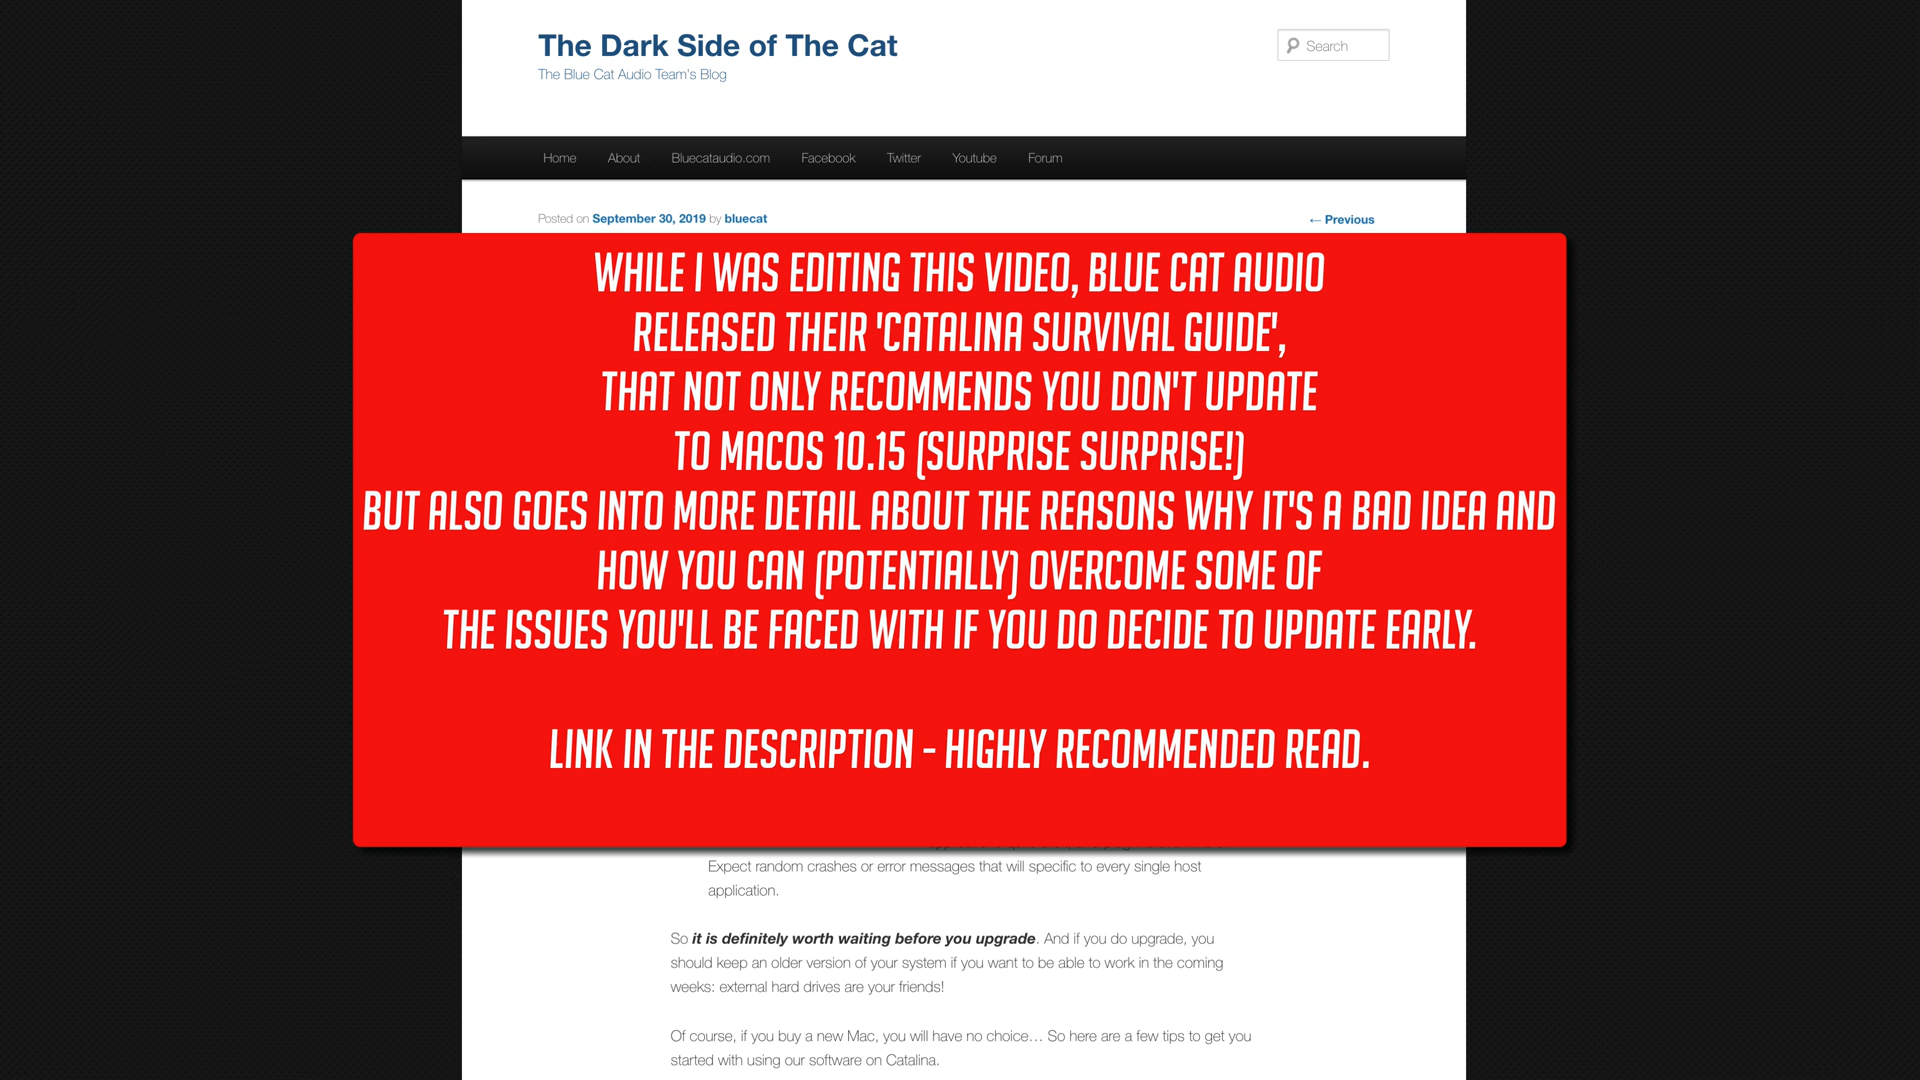 The Dark Side of The Cat
Search
The Blue Cat Audio Team's Blog
Home About Bluecataudio.com Facebook Twitter Youtube Forum
Posted on September 30, 2019 by bluecat
← Previous
WHILE I WAS EDITING THIS VIDEO, BLUE CAT AUDIO
RELEASED THEIR 'CATALINA SURVIVAL GUIDE',
THAT NOT ONLY RECOMMENDS YOU DON'T UPDATE
TO MACOS 10.15 (SURPRISE SURPRISE!)
BUT ALSO GOES INTO MORE DETAIL ABOUT THE REASONS WHY IT'S A BAD IDEA AND
HOW YOU CAN (POTENTIALLY) OVERCOME SOME OF
THE ISSUES YOU'LL BE FACED WITH IF YOU DO DECIDE TO UPDATE EARLY.
LINK IN THE DESCRIPTION - HIGHLY RECOMMENDED READ.
Expect random crashes or error messages that will specific to every single host
application.
So it is definitely worth waiting before you upgrade. And if you do upgrade, you
should keep an older version of your system if you want to be able to work in the coming
weeks: external hard drives are your friends!
Of course, if you buy a new Mac, you will have no choice… So here are a few tips to get you
started with using our software on Catalina.